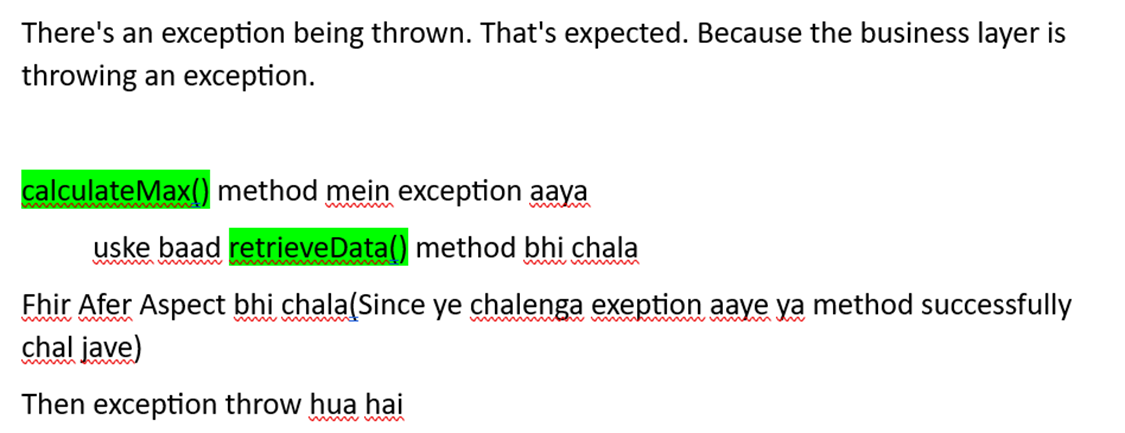 There's an exception being thrown. That's expected. Because the business layer is
throwing an exception.
calculateMax() method mein exception aaya
uske baad retrieveData() method bhi chala
Fhir Afer Aspect bhi chala(Since ye chalenga exeption aaye ya method successfully
chal jave)
Then exception throw hua hai